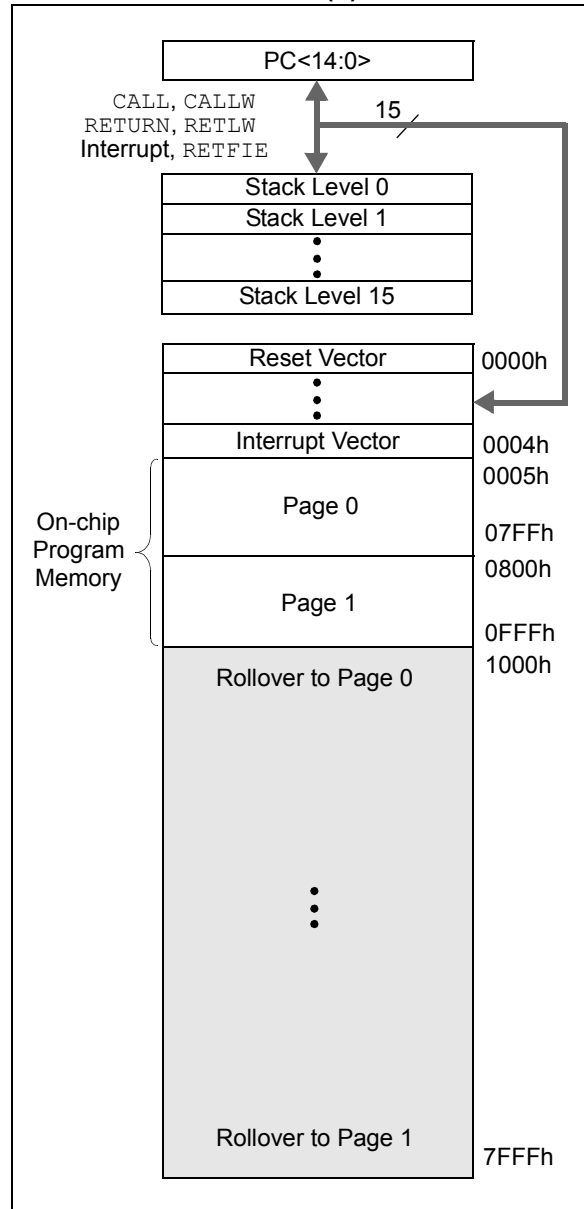 PC<14:0>
CALL, CALLW
RETURN, RETLW
Interrupt, RETFIE
15
Stack Level 0
Stack Level 1
Stack Level 15
Reset Vector
0000h
Interrupt Vector
0004h
0005h
Page 0
On-chip
Program
Memory
07FFh
0800h
Page 1
0FFFh
1000h
Rollover to Page 0
Rollover to Page 1
7FFFh